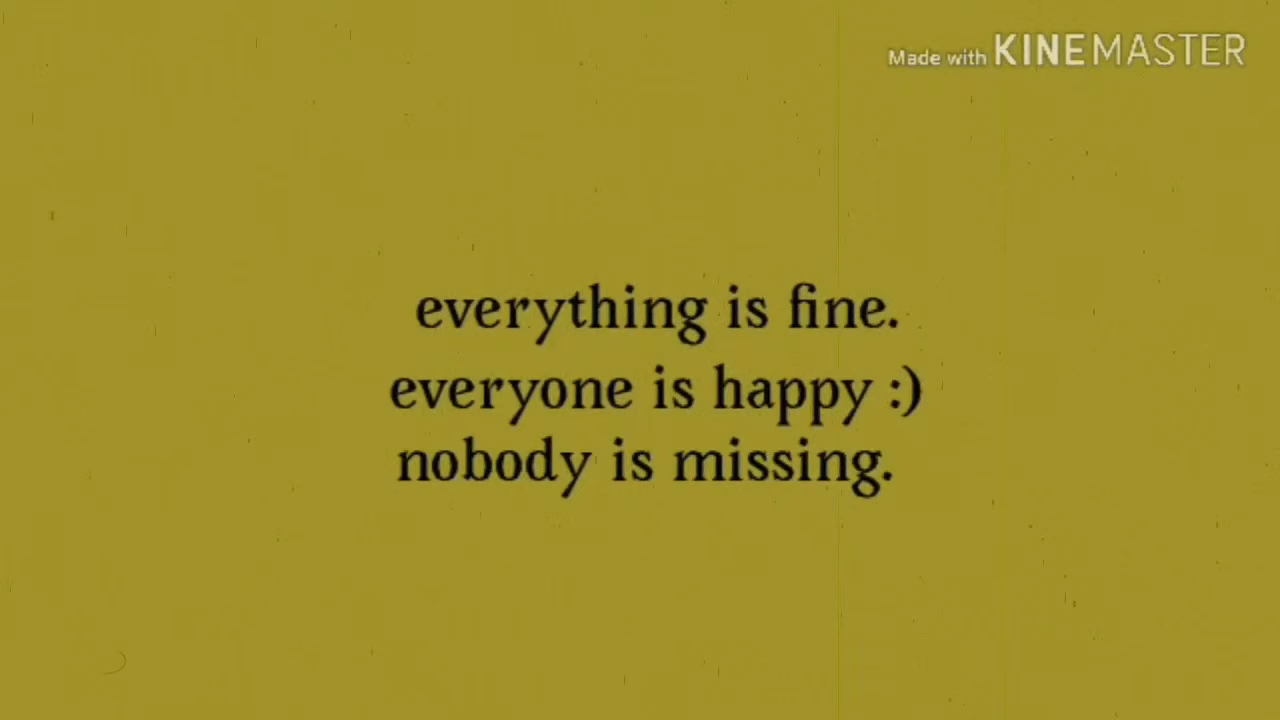 Made with KINEMASTER
everything is fine.
everyone is happy :)
nobody is missing.